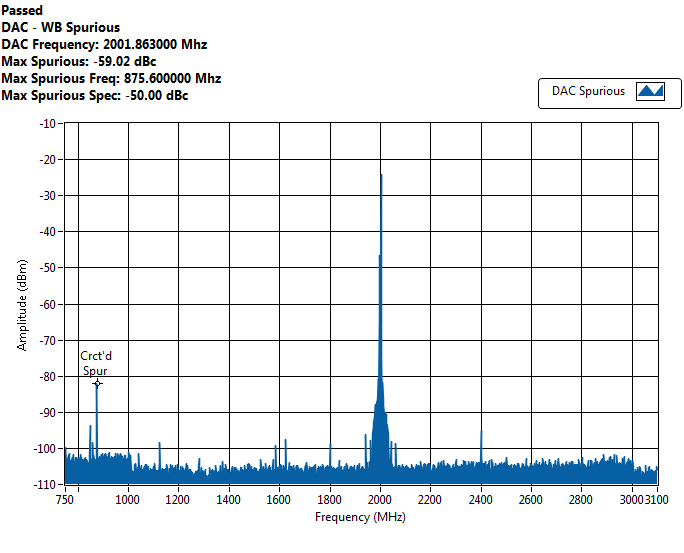 Passed
DAC - WB Spurious
DAC Frequency: 2001.863000 Mhz
Max Spurious: -59.02 dBc
Max Spurious Freq: 875.600000 Mhz
Max Spurious Spec: -50.00 dBc
DAC Spurious
-10
-20
-30
-40
-50
-60
-70
-80
-90
-100
-110
Amplitude (dBm)
Crct'd
Spur
750 1000 1200 1400 1600 1800 2000 2200 2400 2600 2800 3000 3100
Frequency (MHz)